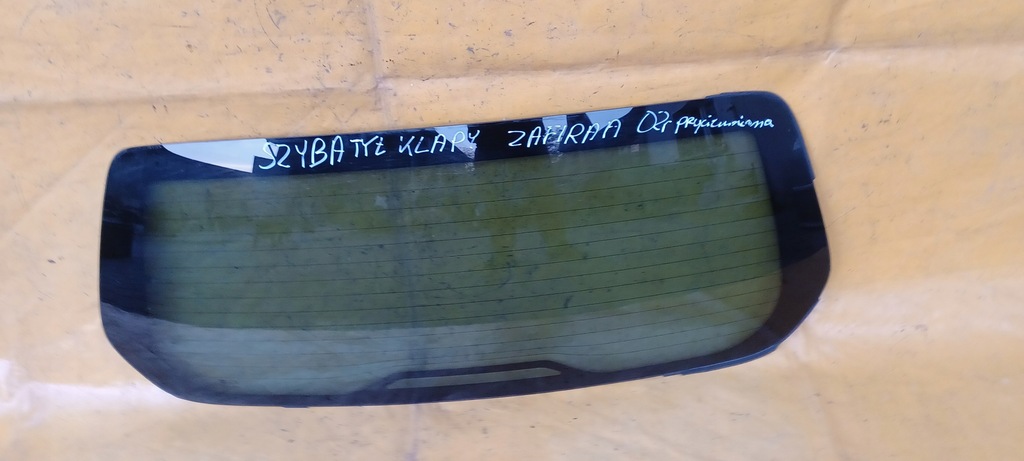 SZYBA TYŁ KLAPY ZAFIRA A 02r przyciemniana